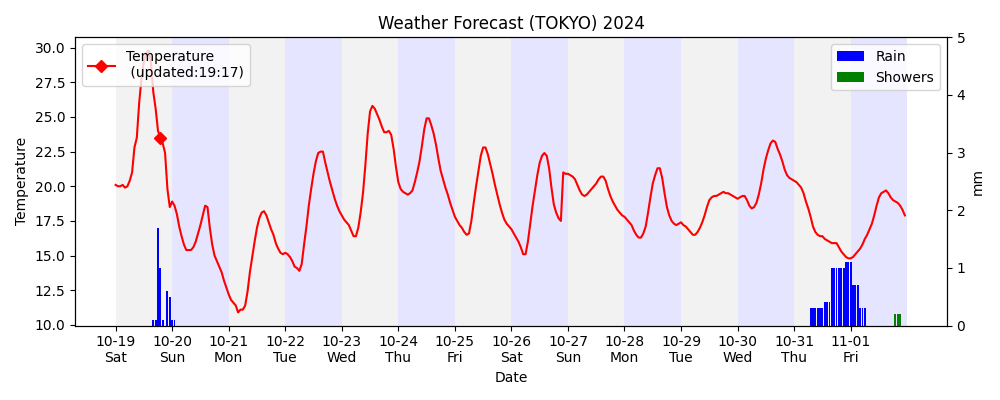 Weather Forecast (TOKYO) 2024
Temperature
(updated:19:17)
Rain
Showers
30.0
27.5
25.0
22.5
20.0
17.5
15.0
12.5
10.0
Temperature
5
4
3
2
1
0
mm
10-19 10-20 10-21 10-22 10-23 10-24 10-25 10-26 10-27 10-28 10-29 10-30 10-31 11-01
Sat Sun Mon Tue Wed Thu Fri Sat Sun Mon Tue Wed Thu Fri
Date